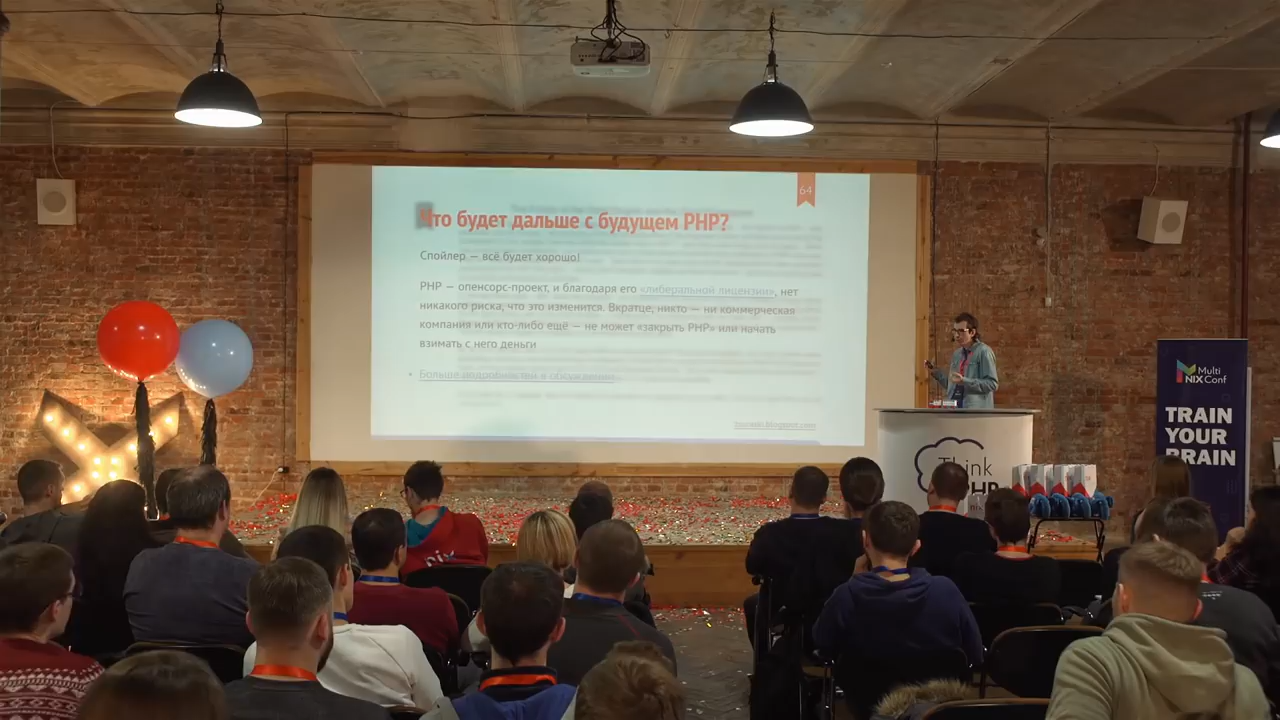 64
Что будет дальше с будущем PHP?
Спойлер — всё будет хорошо!
PHP — опенсорс-проект, и благодаря его «либеральной лицензии», нет
никакого риска, что это изменится. Вкратце, никто — ни коммерческая
компания или кто-либо ещё — не может «закрыть PHP» или начать
взимать с него деньги
Больше подробностей в обсуждении
Multi
NIX Conf
TRAIN
YOUR
BRAIN
Think
PHP
nix
nix